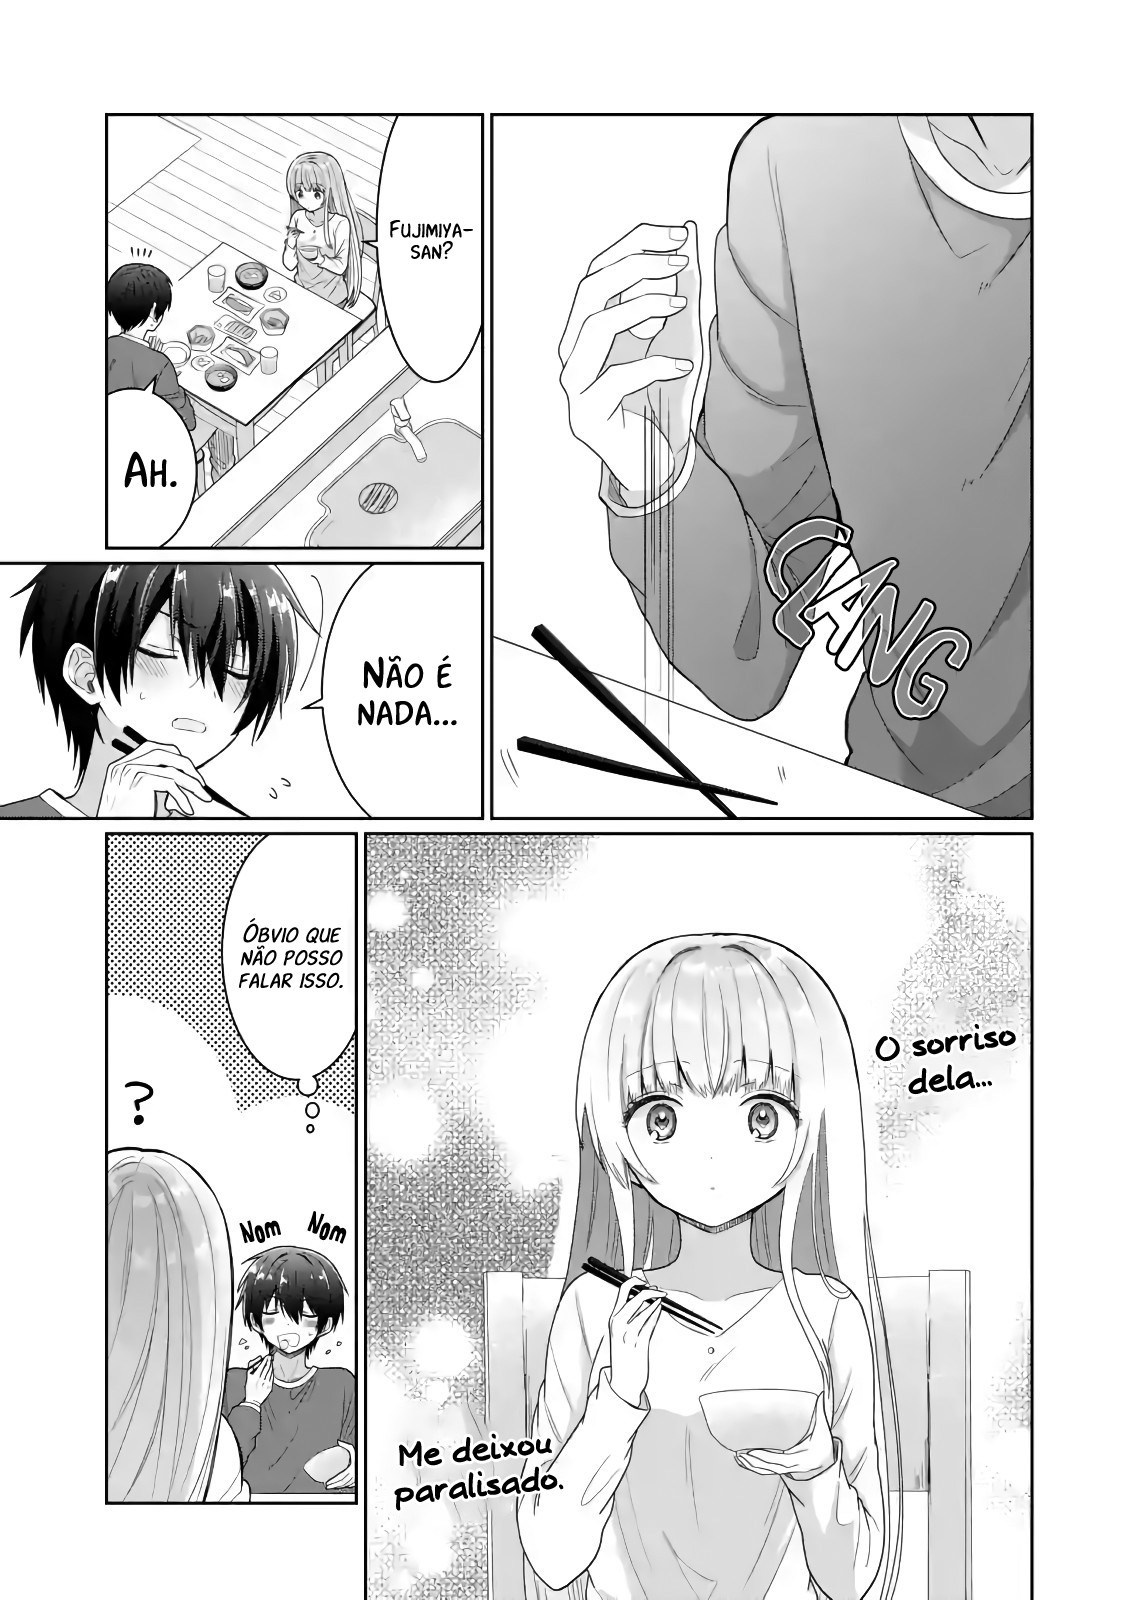 CLANG
FUJIMIYA-
SAN?
AH.
NÃO É
NADA...
O sorriso
dela...
Me deixou
paralisado.
ÓBVIO QUE
NÃO POSSO
FALAR ISSO.
?
Nom Nom